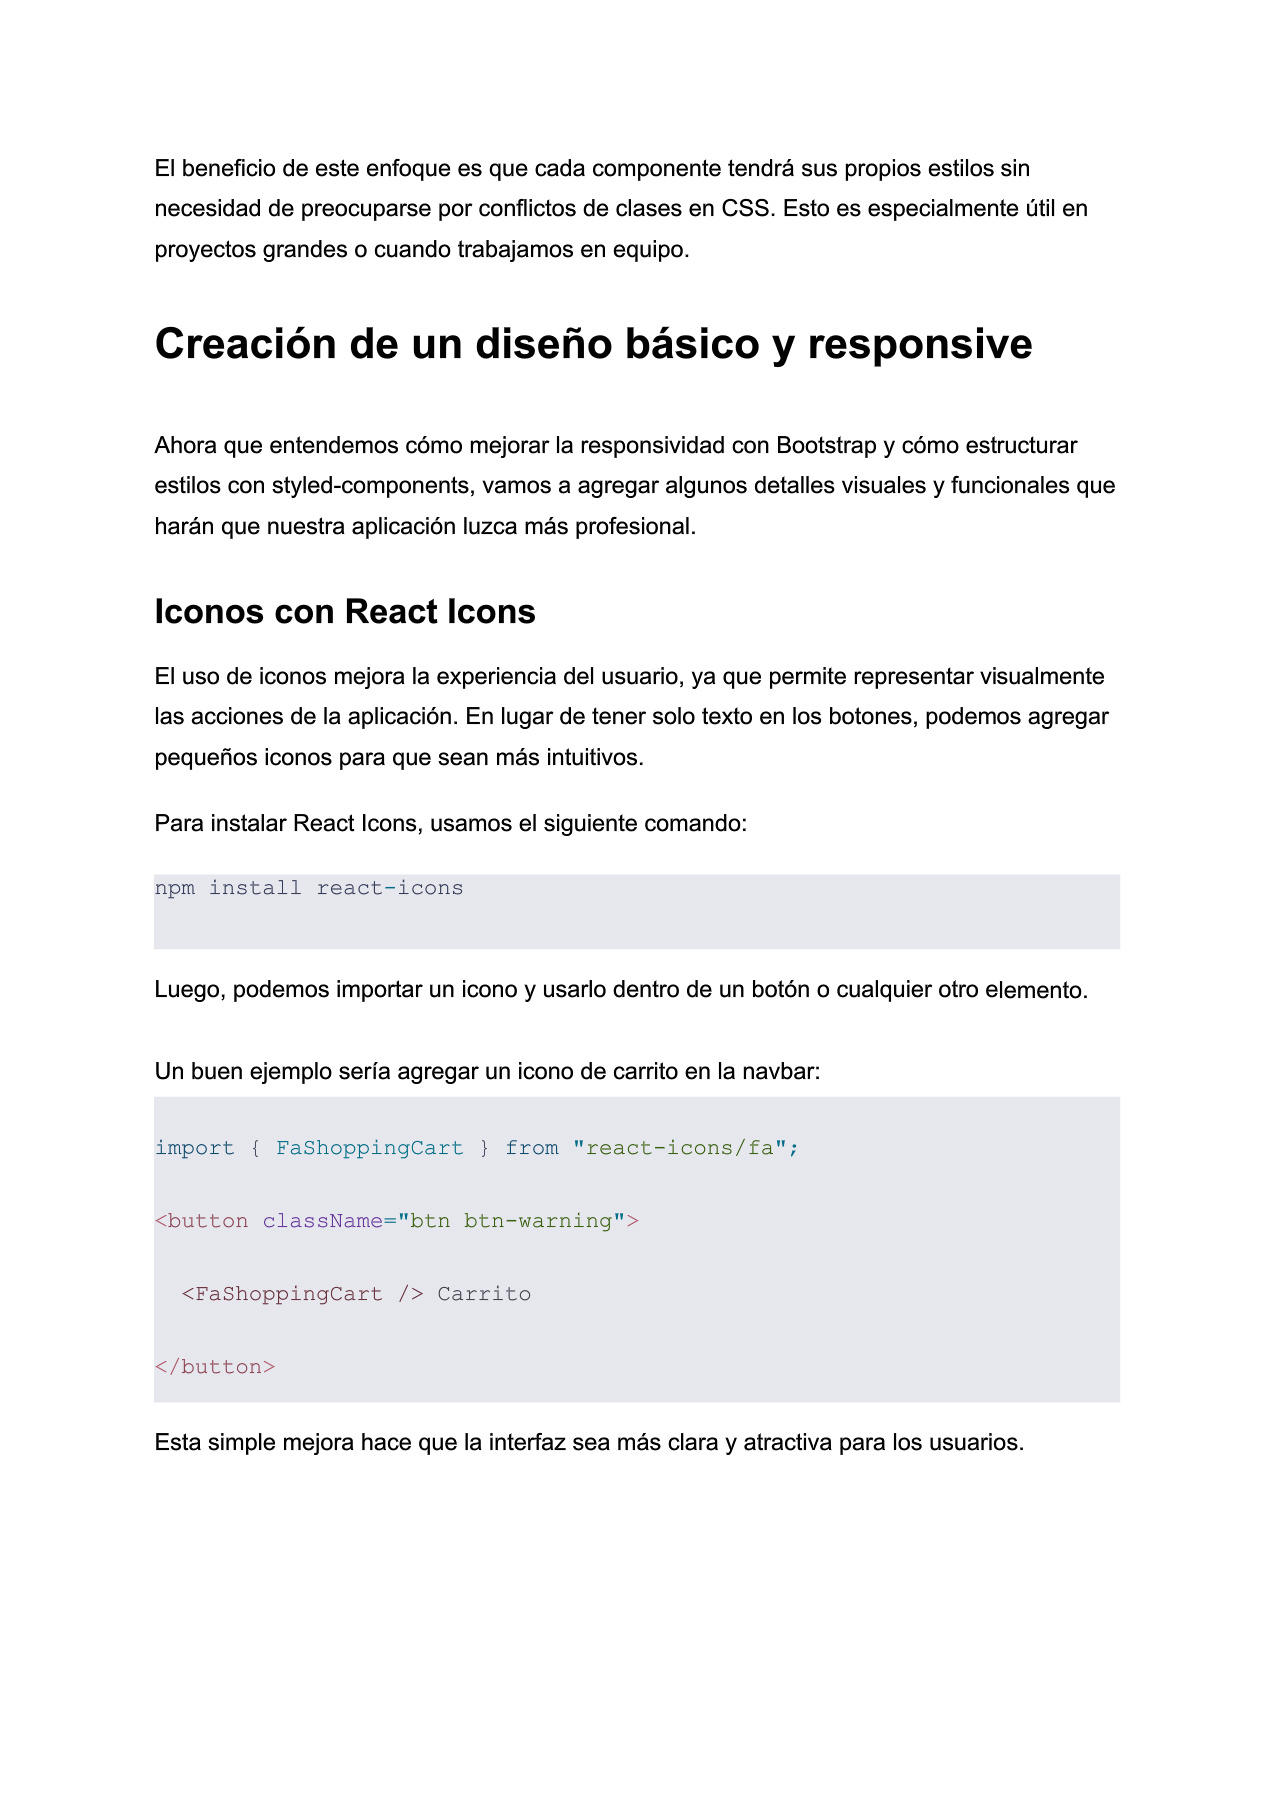 El beneficio de este enfoque es que cada componente tendrá sus propios estilos sin
necesidad de preocuparse por conflictos de clases en CSS. Esto es especialmente útil en
proyectos grandes o cuando trabajamos en equipo.
Creación de un diseño básico y responsive
Ahora que entendemos cómo mejorar la responsividad con Bootstrap y cómo estructurar
estilos con styled-components, vamos a agregar algunos detalles visuales y funcionales que
harán que nuestra aplicación luzca más profesional.
Iconos con React Icons
El uso de iconos mejora la experiencia del usuario, ya que permite representar visualmente
las acciones de la aplicación. En lugar de tener solo texto en los botones, podemos agregar
pequeños iconos para que sean más intuitivos.
Para instalar React Icons, usamos el siguiente comando:
npm install react-icons
Luego, podemos importar un icono y usarlo dentro de un botón o cualquier otro elemento.
Un buen ejemplo sería agregar un icono de carrito en la navbar:
import { FaShoppingCart } from "react-icons/fa";
<button className="btn btn-warning">
  <FaShoppingCart /> Carrito
</button>
Esta simple mejora hace que la interfaz sea más clara y atractiva para los usuarios.